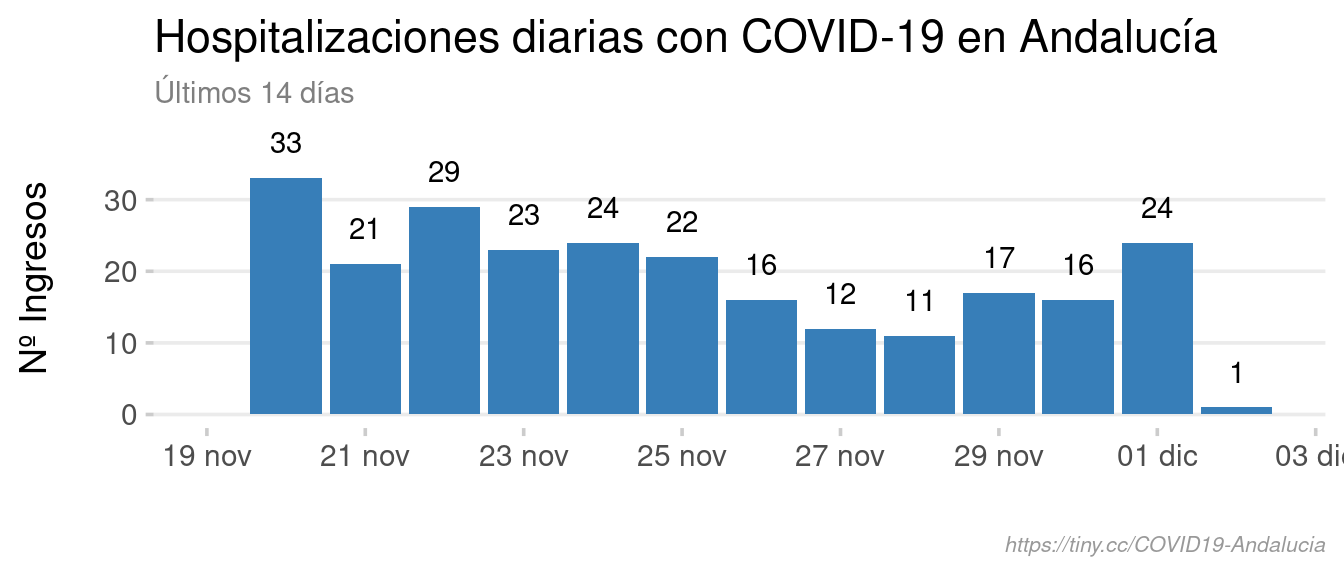 Hospitalizaciones diarias con COVID-19 en Andalucía
Últimos 14 días
Nº Ingresos
33
21
29
23
24
22
16
12
11
17
16
24
1
30
20
10
0
19 nov
21 nov
23 nov
25 nov
27 nov
29 nov
01 dic
03 di
https://tiny.cc/COVID19-Andalucia